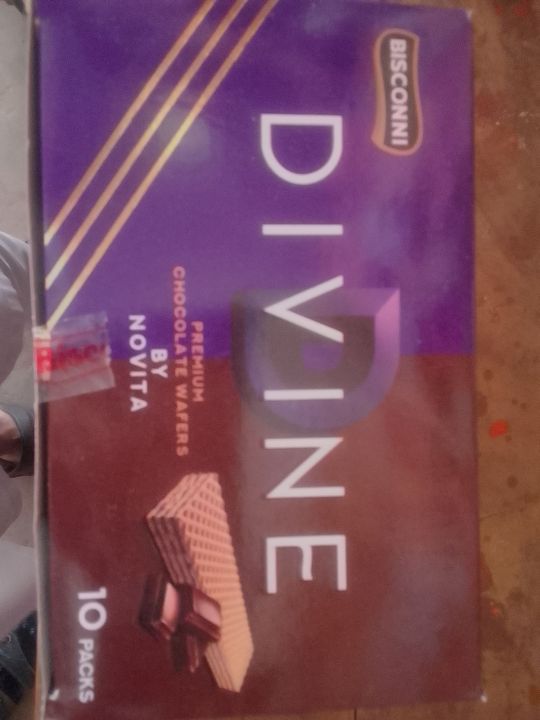 BISCONNI
DIVINE
PREMIUM
CHOCOLATE WAFERS
BY
NOVITA
10 PACKS